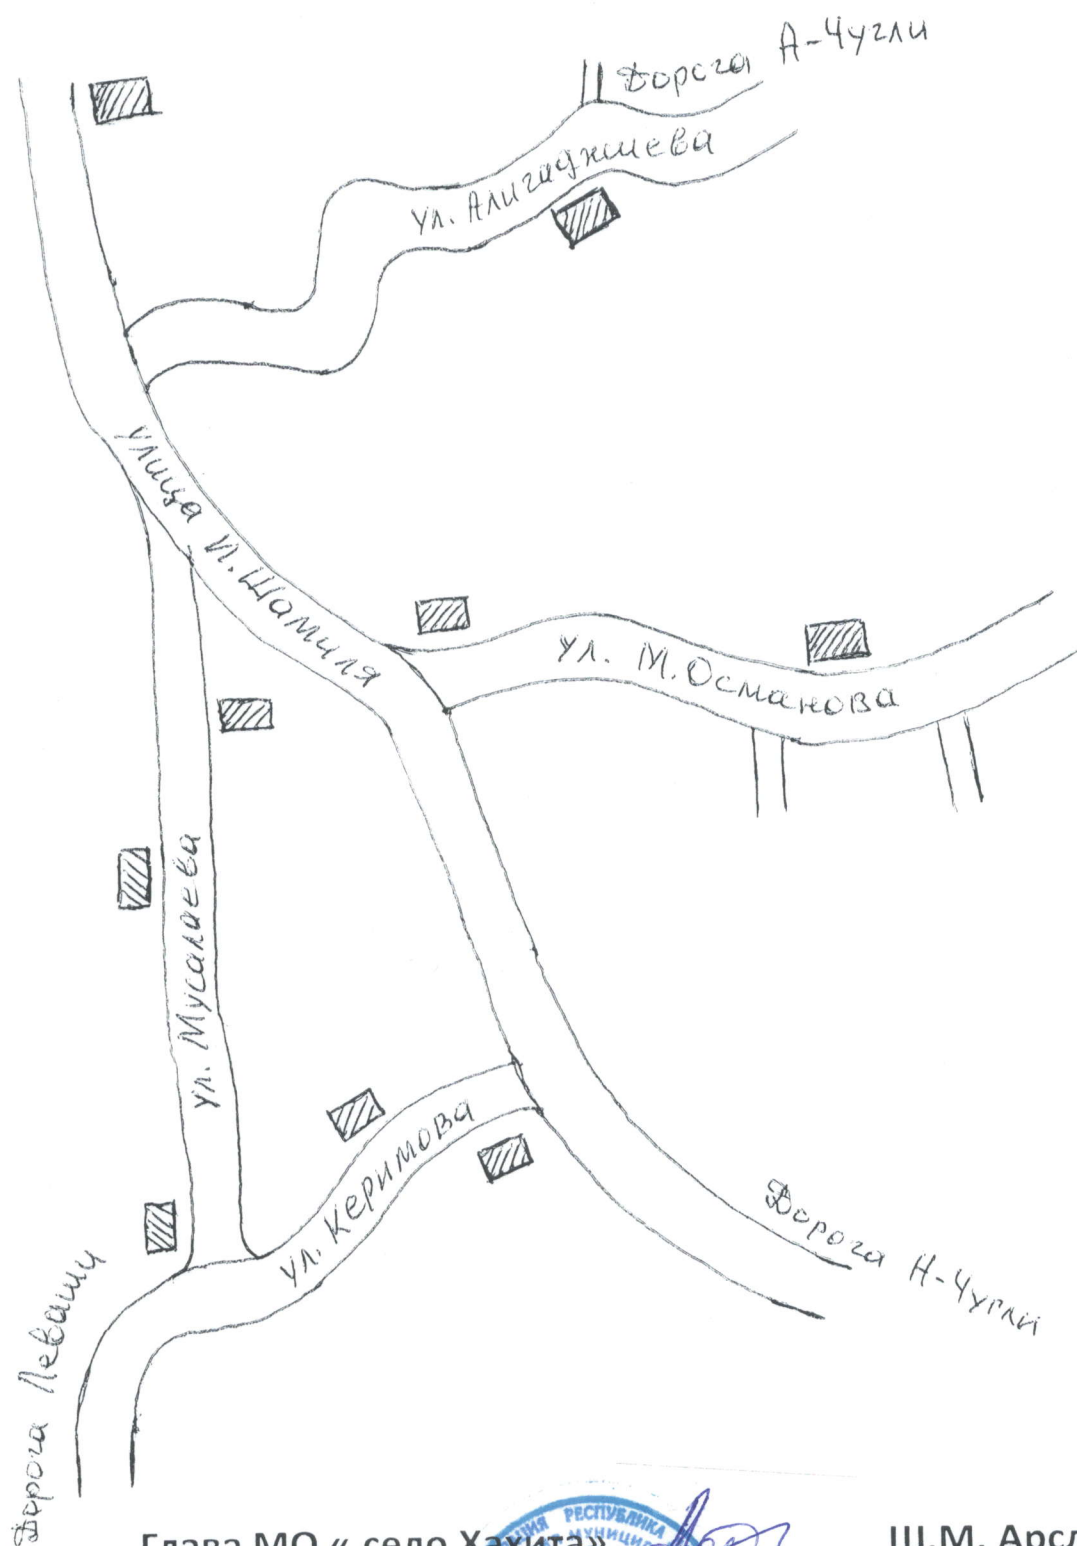 Дорога А-Чугли
ул. Алигаджиева
улица И.Шамиля
ул. М.Османова
ул. Мусалаева
ул. Керимова
Дорога Н-Чугли
Дорога Леваши
РЕСПУБЛИКА
Глава МО « село Хахита»
Ш.М. Арсл